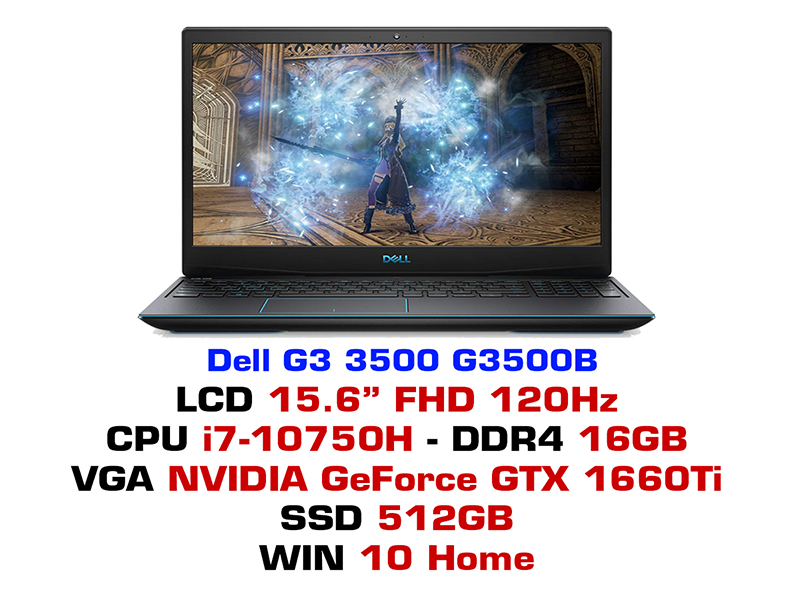 DELL
Dell G3 3500 G3500B
LCD 15.6” FHD 120Hz
CPU i7-10750H - DDR4 16GB
VGA NVIDIA GeForce GTX 1660Ti
SSD 512GB
WIN 10 Home